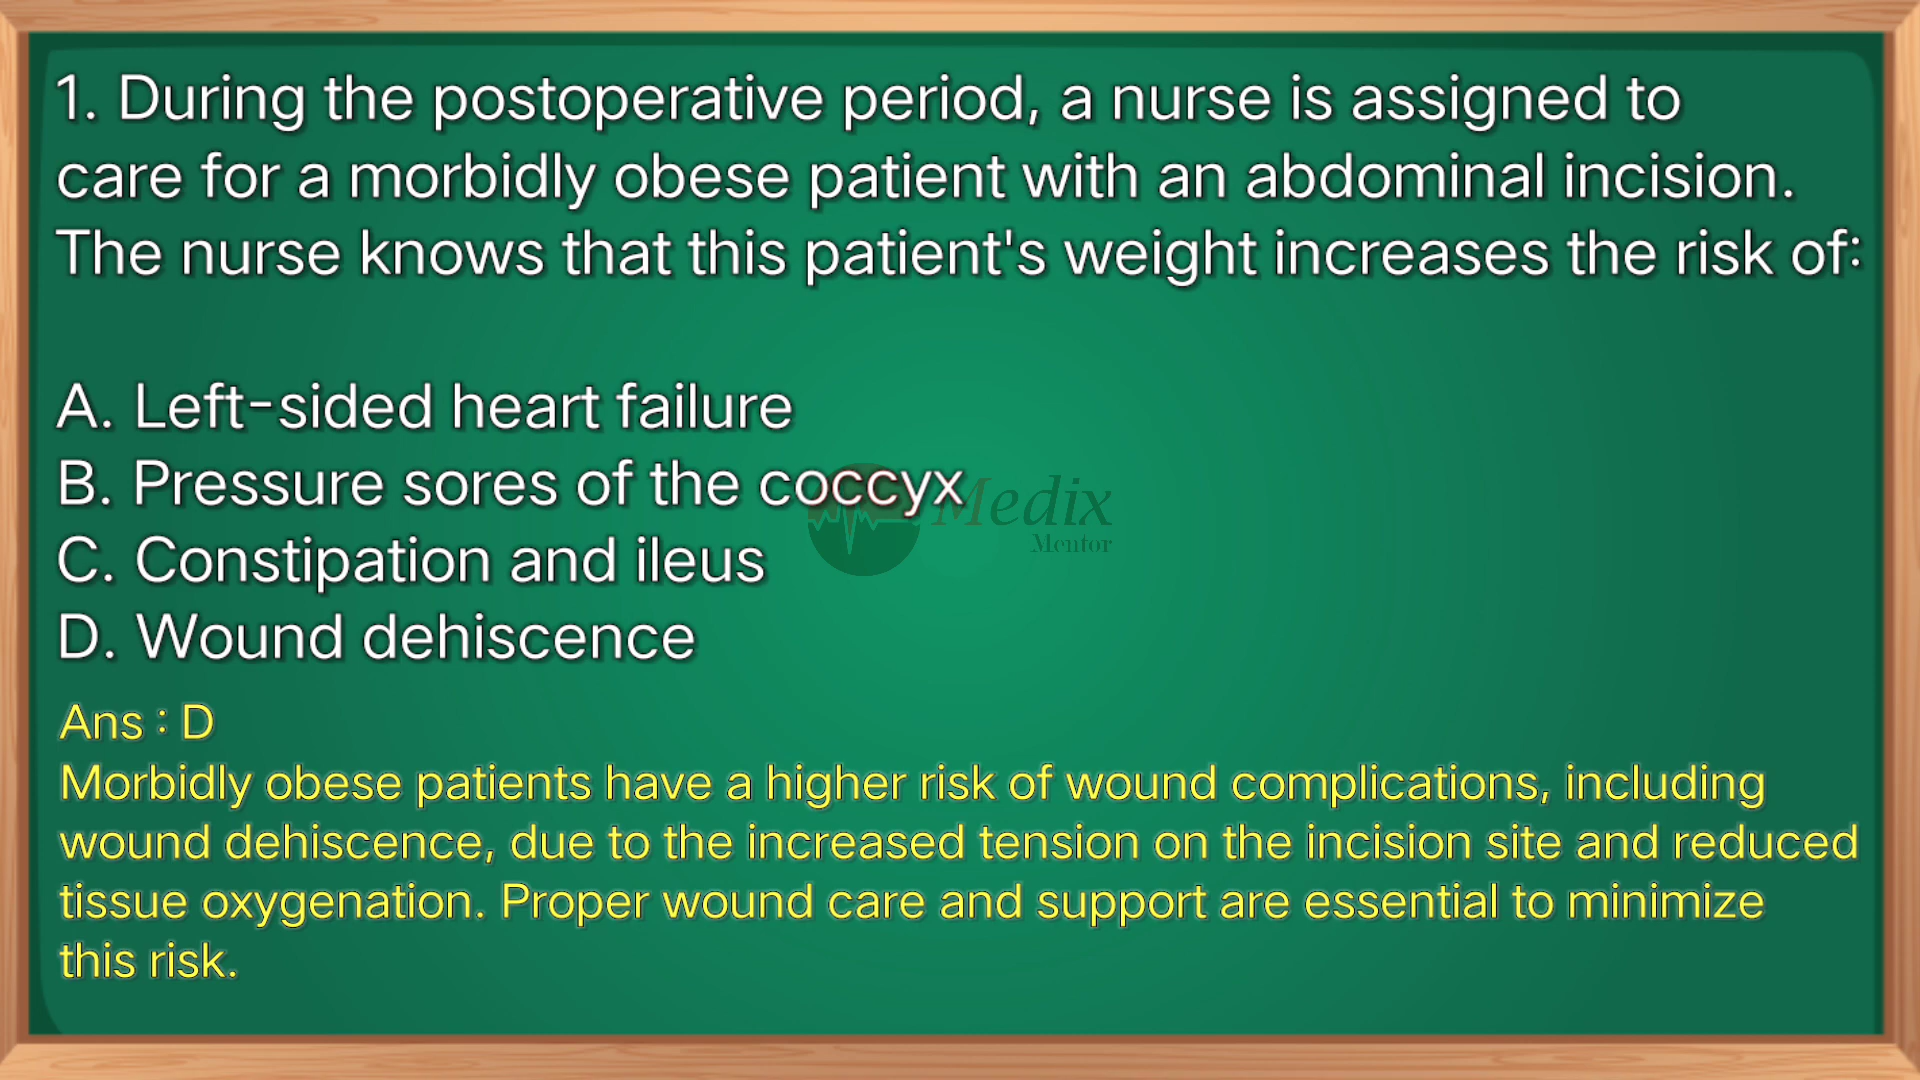 1. During the postoperative period, a nurse is assigned to
care for a morbidly obese patient with an abdominal incision.
The nurse knows that this patient's weight increases the risk of:
A. Left-sided heart failure
B. Pressure sores of the coccyx
Medix
Mentor
C. Constipation and ileus
D. Wound dehiscence
Ans : D
Morbidly obese patients have a higher risk of wound complications, including
wound dehiscence, due to the increased tension on the incision site and reduced
tissue oxygenation. Proper wound care and support are essential to minimize
this risk.